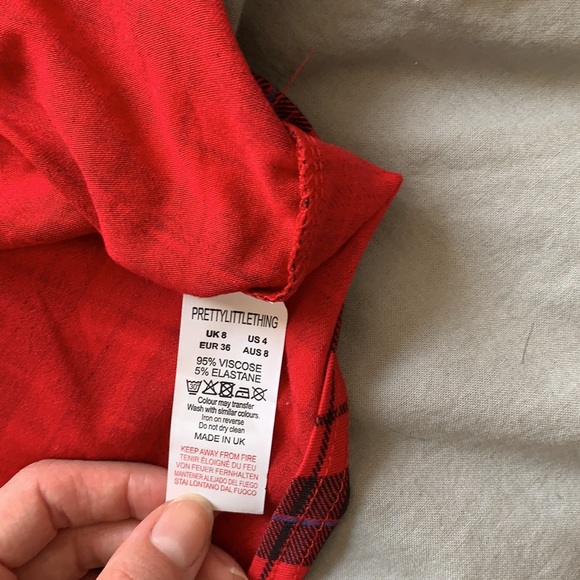 PRETTYLITTLETHING
UK 8 US 4
EUR 36 AUS 8
95% VISCOSE
5% ELASTANE
30
Colour may transfer
Wash with similar colours.
Iron on reverse
Do not dry clean
MADE IN UK
KEEP AWAY FROM FIRE
TENIR ÉLOIGNÉ DU FEU
VON FEUER FERNHALTEN
MANTENER ALEJADO DEL FUEGO
STAI LONTANO DAL FUOCO